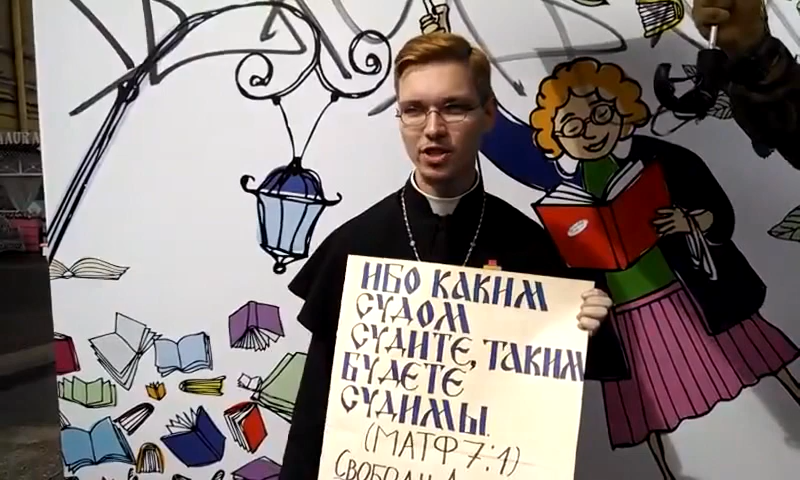 ИБО КАКИМ
СУДОМ
СУДИТЕ, ТАКИМ
БУДЕТЕ
СУДИМЫ.
(МАТФ 7:1)